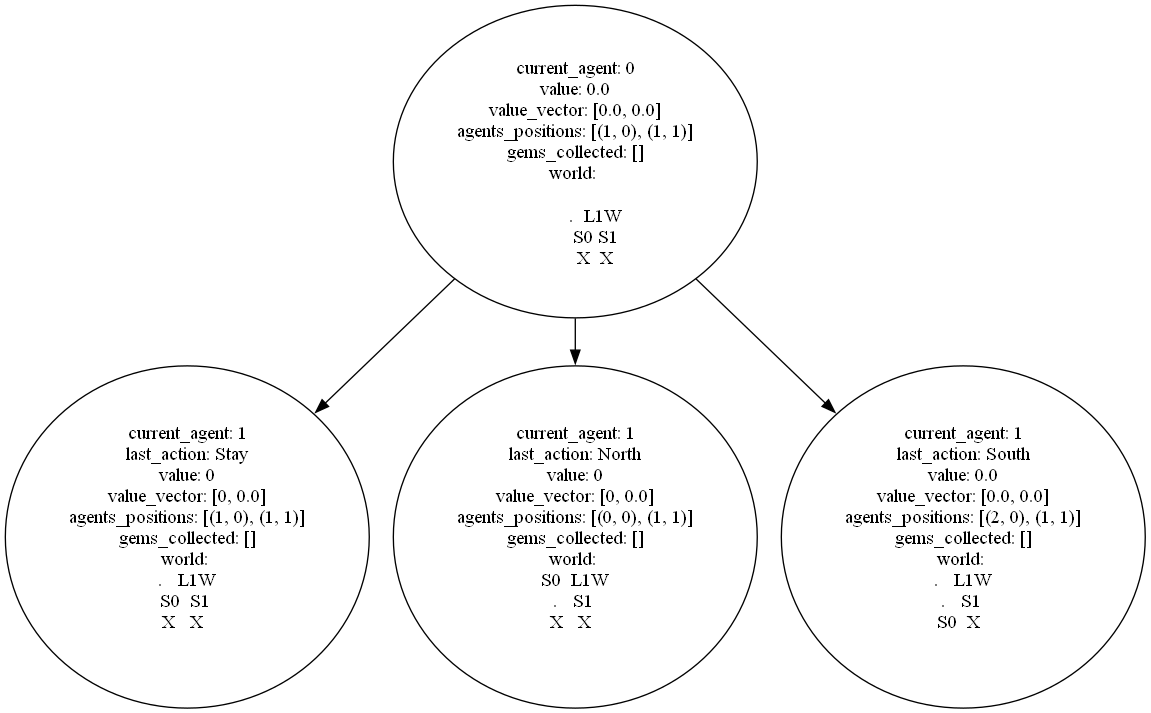 current_agent: 0
value: 0.0
value_vector: [0.0, 0.0]
agents_positions: [(1, 0), (1, 1)]
gems_collected: []
world:
. L1W
S0 S1
X X
current_agent: 1
last_action: Stay
value: 0
value_vector: [0, 0.0]
agents_positions: [(1, 0), (1, 1)]
gems_collected: []
world:
. L1W
S0 S1
X X
current_agent: 1
last_action: North
value: 0
value_vector: [0, 0.0]
agents_positions: [(0, 0), (1, 1)]
gems_collected: []
world:
S0 L1W
. S1
X X
current_agent: 1
last_action: South
value: 0.0
value_vector: [0.0, 0.0]
agents_positions: [(2, 0), (1, 1)]
gems_collected: []
world:
. L1W
. S1
S0 X